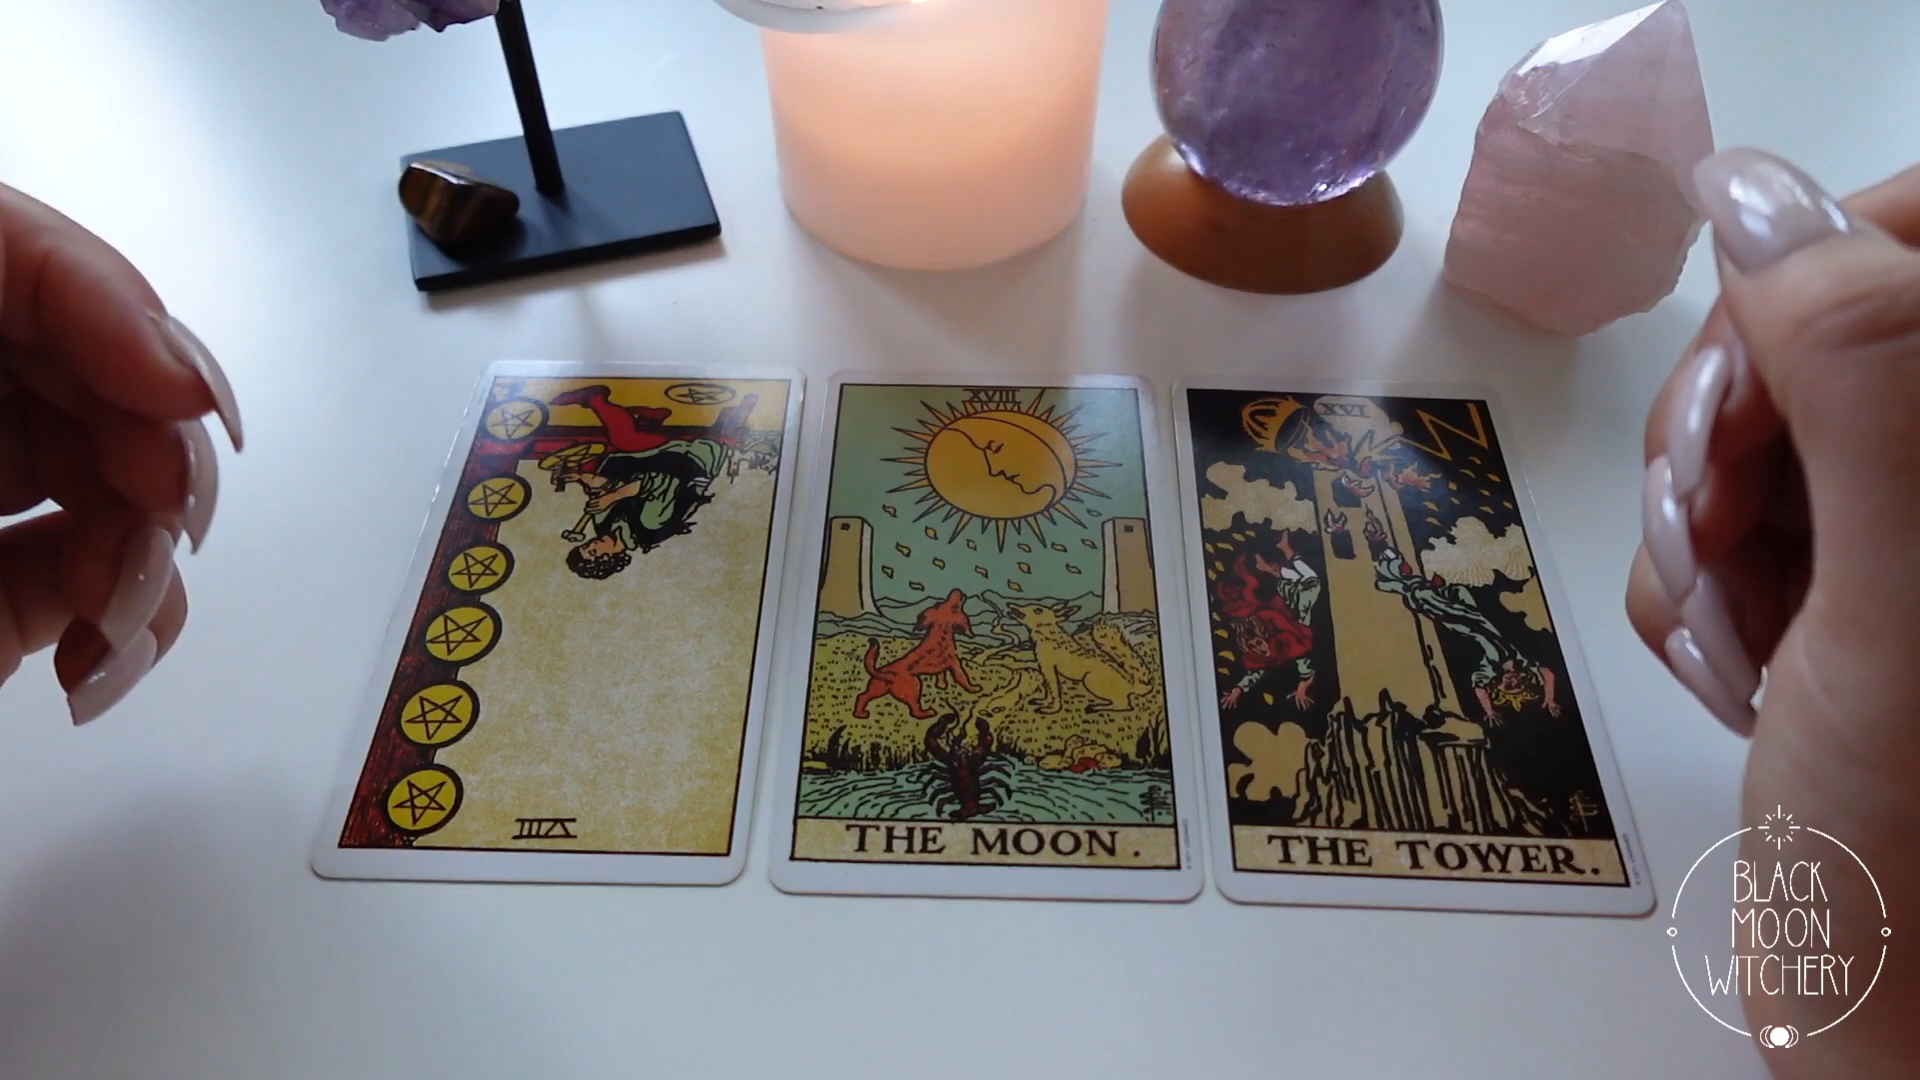 VIII
XVIII
THE MOON.
XVI
THE TOWER.
BLACK
MOON
WITCHERY